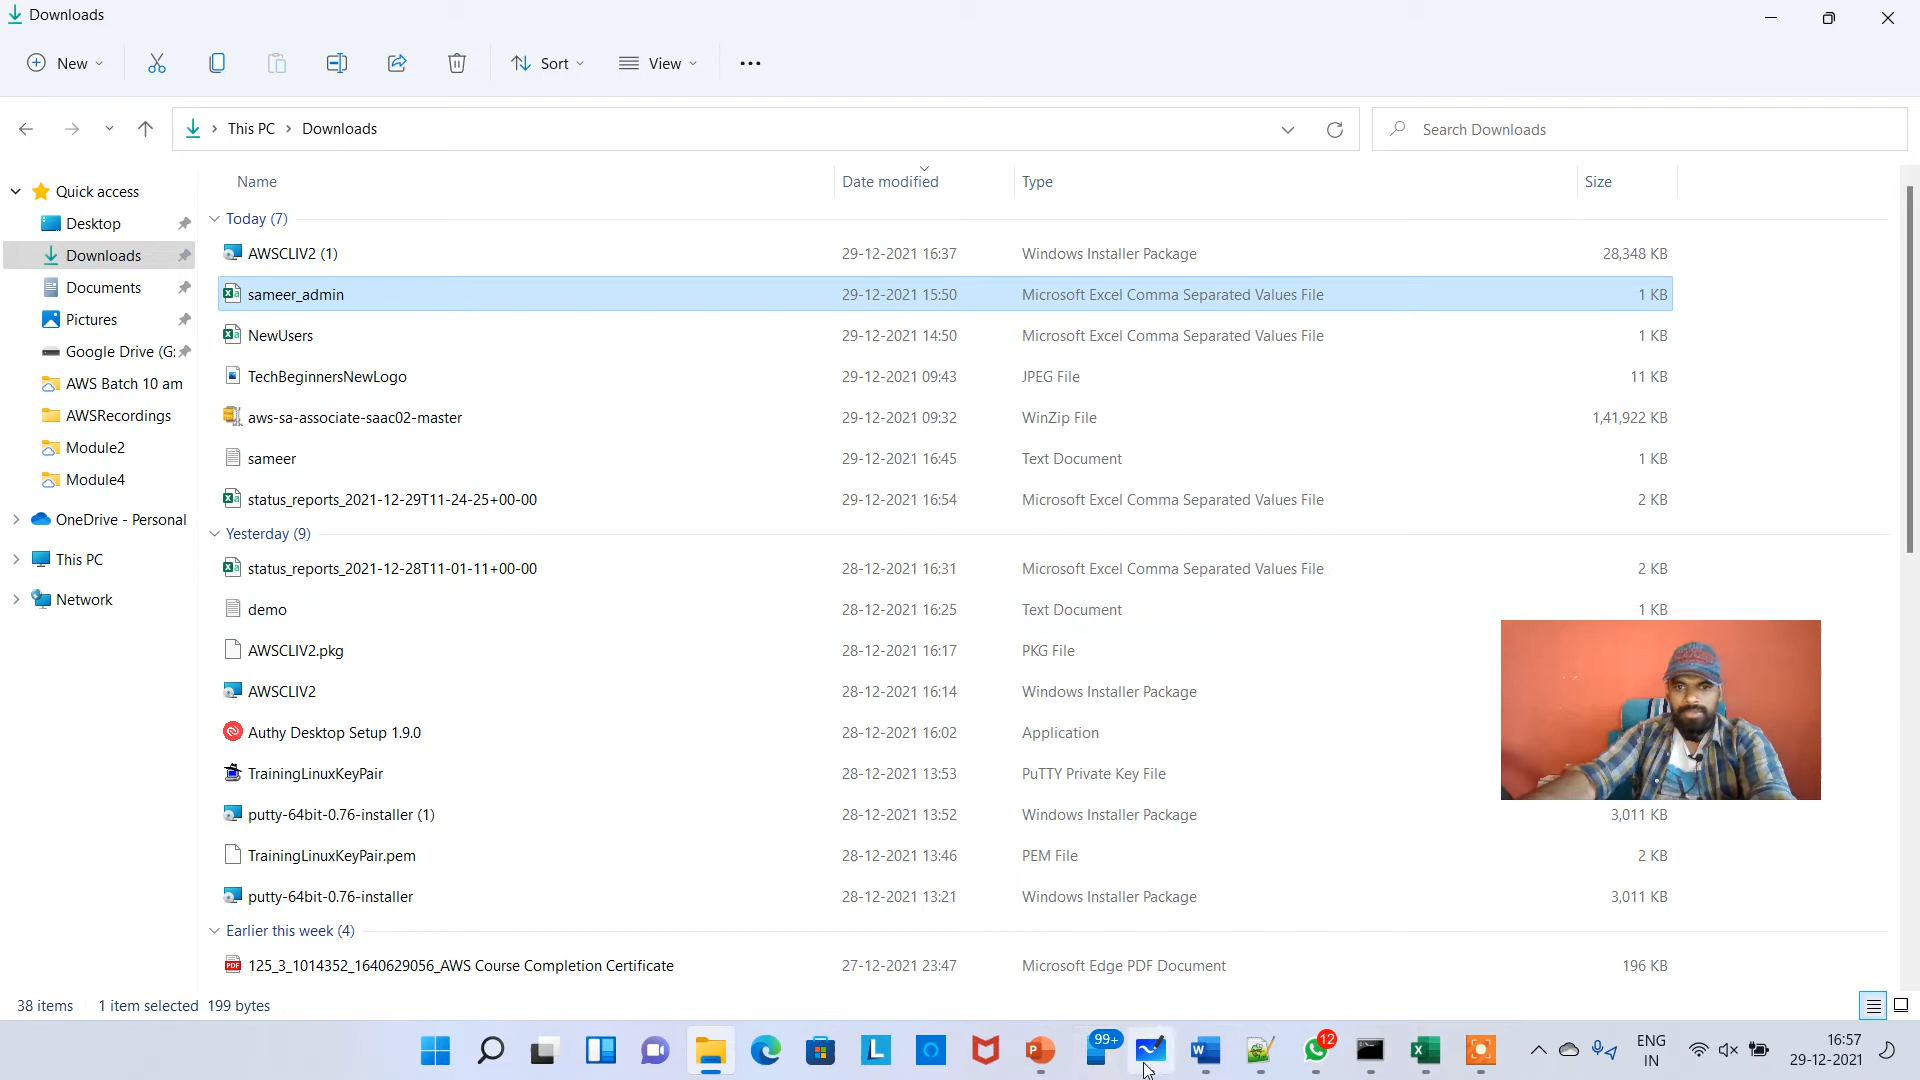 Downloads
New
Sort
View
This PC > Downloads
Search Downloads
Name
Date modified
Type
Size
Quick access
Desktop
Downloads
Documents
Pictures
Google Drive (G:
AWS Batch 10 am
AWSRecordings
Module2
Module4
OneDrive - Personal
This PC
Network
Today (7)
AWSCLIV2 (1) 29-12-2021 16:37 Windows Installer Package 28,348 KB
sameer_admin 29-12-2021 15:50 Microsoft Excel Comma Separated Values File 1 KB
NewUsers 29-12-2021 14:50 Microsoft Excel Comma Separated Values File 1 KB
TechBeginnersNewLogo 29-12-2021 09:43 JPEG File 11 KB
aws-sa-associate-saac02-master 29-12-2021 09:32 WinZip File 1,41,922 KB
sameer 29-12-2021 16:45 Text Document 1 KB
status_reports_2021-12-29T11-24-25+00-00 29-12-2021 16:54 Microsoft Excel Comma Separated Values File 2 KB
Yesterday (9)
status_reports_2021-12-28T11-01-11+00-00 28-12-2021 16:31 Microsoft Excel Comma Separated Values File 2 KB
demo 28-12-2021 16:25 Text Document 1 KB
AWSCLIV2.pkg 28-12-2021 16:17 PKG File
AWSCLIV2 28-12-2021 16:14 Windows Installer Package
Authy Desktop Setup 1.9.0 28-12-2021 16:02 Application
TrainingLinuxKeyPair 28-12-2021 13:53 PuTTY Private Key File
putty-64bit-0.76-installer (1) 28-12-2021 13:52 Windows Installer Package 3,011 KB
TrainingLinuxKeyPair.pem 28-12-2021 13:46 PEM File 2 KB
putty-64bit-0.76-installer 28-12-2021 13:21 Windows Installer Package 3,011 KB
Earlier this week (4)
125_3_1014352_1640629056_AWS Course Completion Certificate 27-12-2021 23:47 Microsoft Edge PDF Document 196 KB
38 items 1 item selected 199 bytes
99+
12
ENG
IN
16:57
29-12-2021